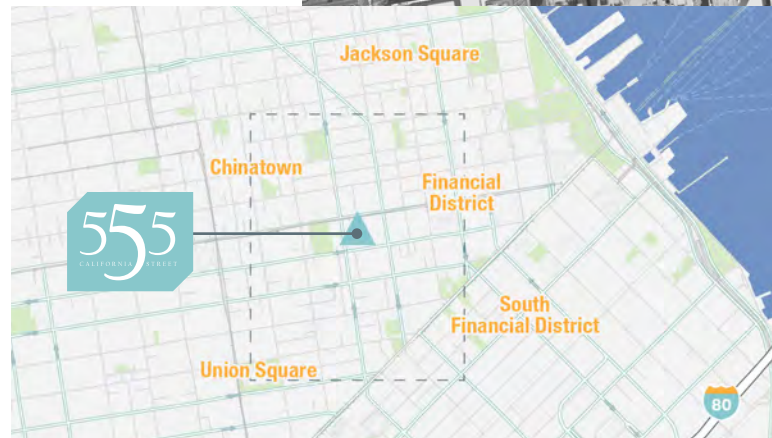 Jackson Square
Chinatown
Financial
District
555
CALIFORNIA STREET
South
Financial District
Union Square
80